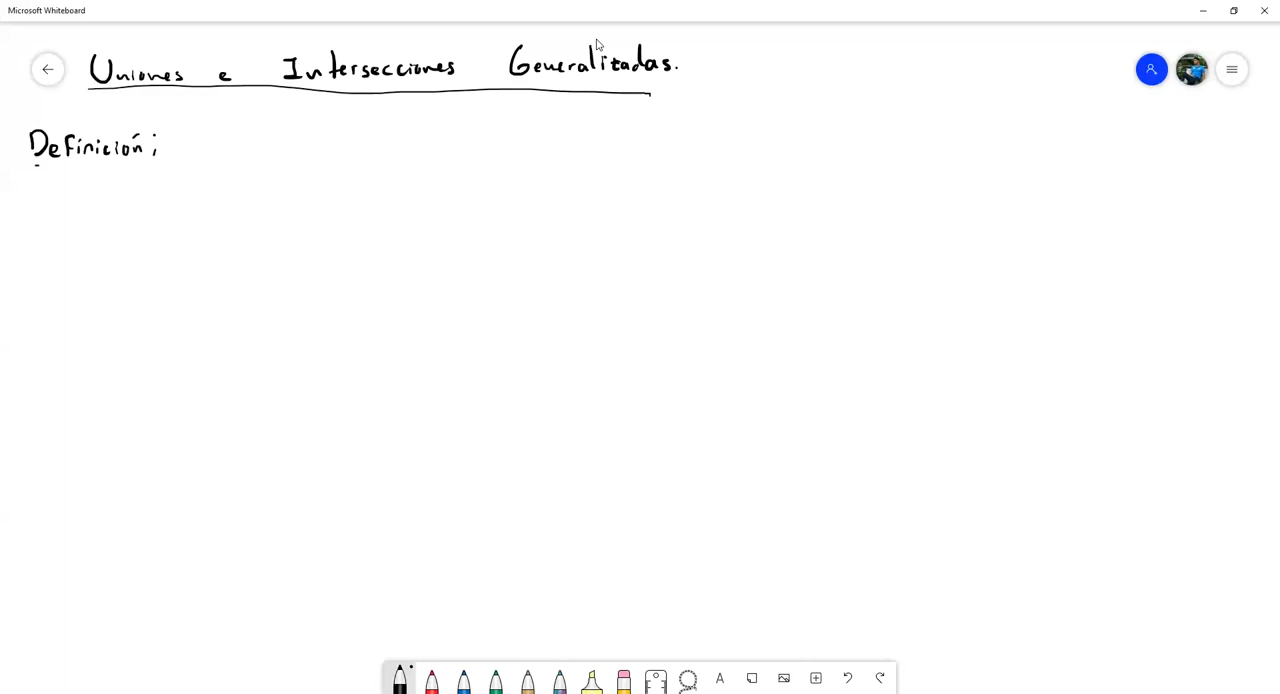 Microsoft Whiteboard
Uniones e Intersecciones Generalizadas.
Definición: